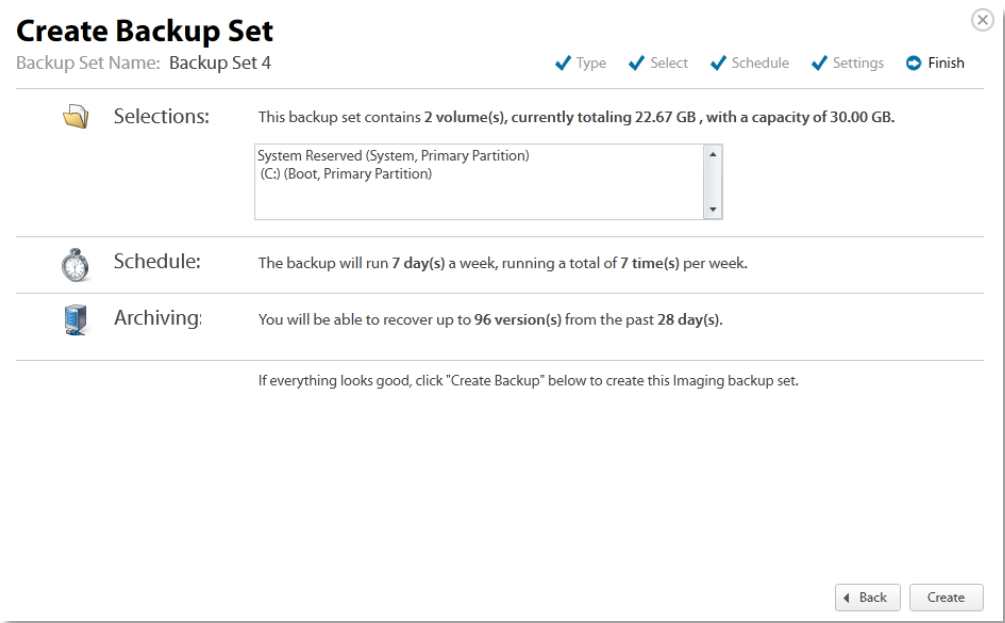 Create Backup Set
Backup Set Name: Backup Set 4
Type Select Schedule Settings Finish
Selections: This backup set contains 2 volume(s), currently totaling 22.67 GB , with a capacity of 30.00 GB.
System Reserved (System, Primary Partition)
(C:) (Boot, Primary Partition)
Schedule: The backup will run 7 day(s) a week, running a total of 7 time(s) per week.
Archiving: You will be able to recover up to 96 version(s) from the past 28 day(s).
If everything looks good, click "Create Backup" below to create this Imaging backup set.
Back Create